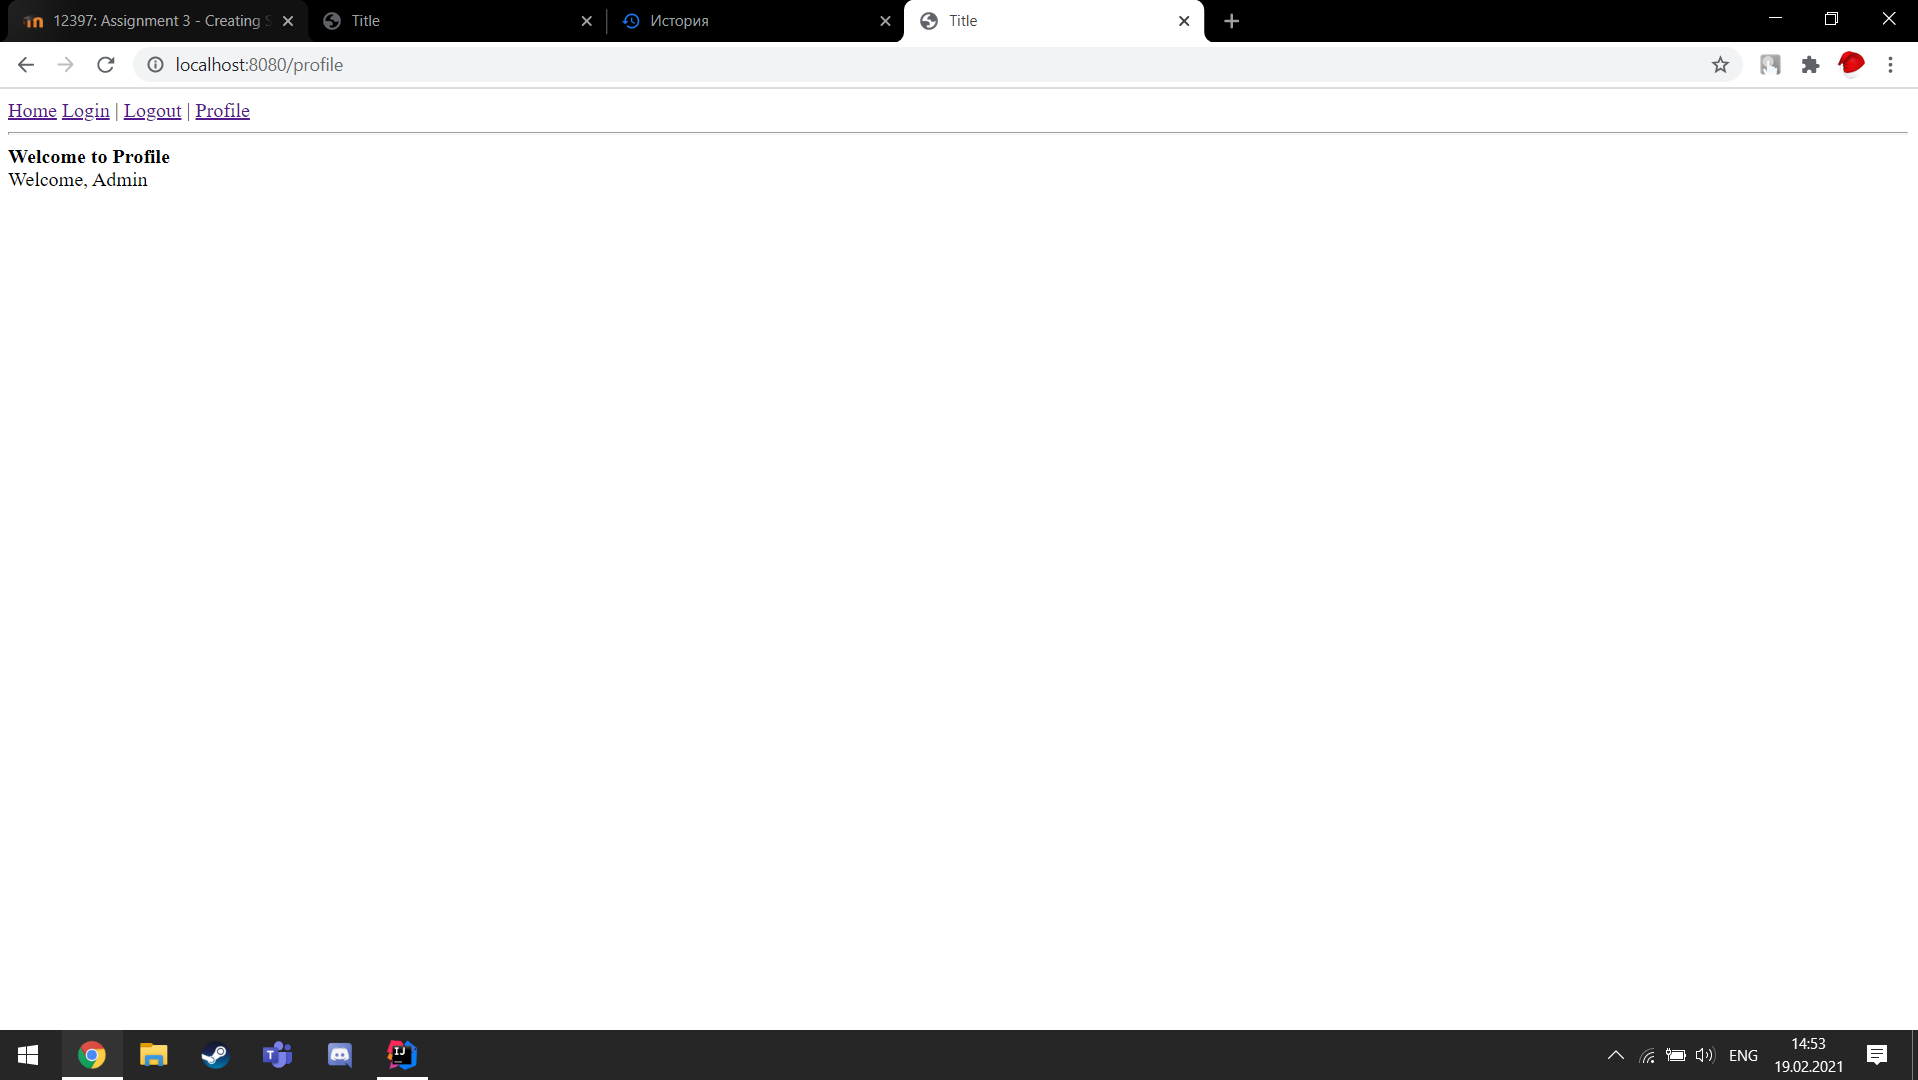 12397: Assignment 3 - Creating S
Title
История
Title
localhost:8080/profile
Home Login | Logout | Profile
Welcome to Profile
Welcome, Admin
ENG
14:53
19.02.2021